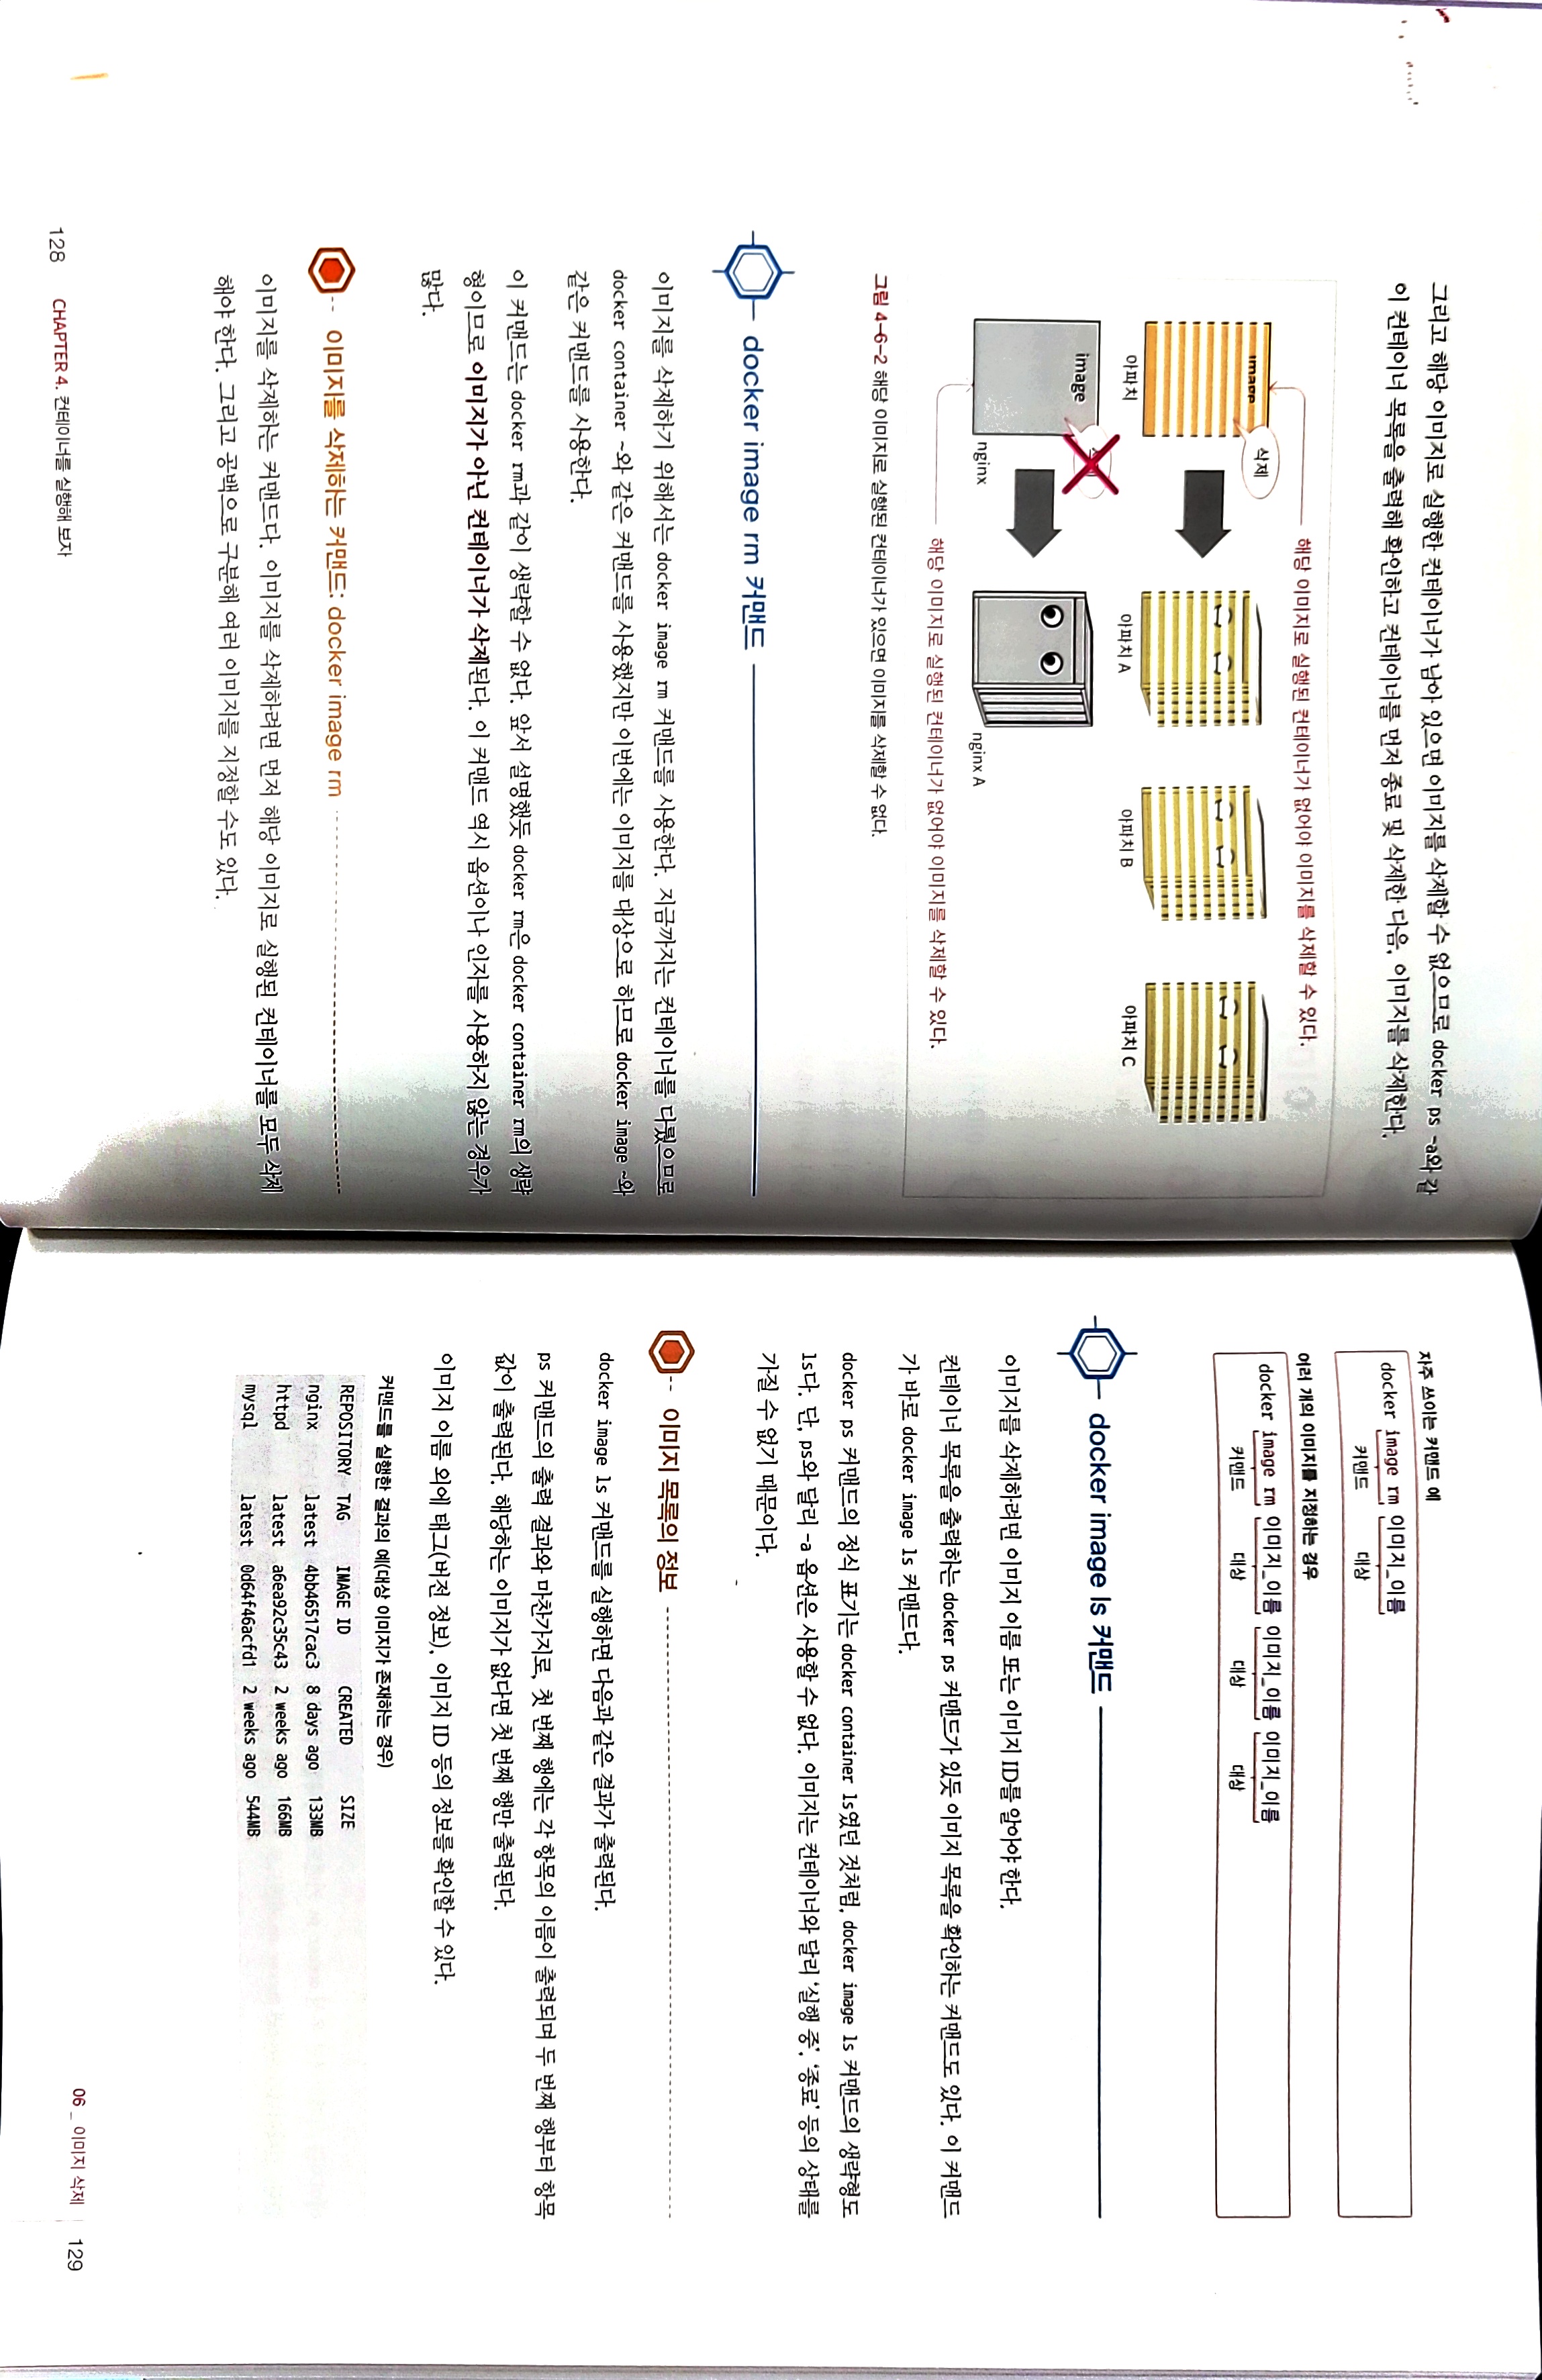 그리고 해당 이미지로 실행한 컨테이너가 남아 있으면 이미지를 삭제할 수 없으므로 docker ps -a와 같
이 컨테이너 목록을 출력해 확인하고 컨테이너를 먼저 종료 및 삭제한 다음, 이미지를 삭제한다.
해당 이미지로 실행된 컨테이너가 없어야 이미지를 삭제할 수 있다.
image
삭제
아파치
아파치 A
아파치 B
아파치 C
image
nginx
nginx A
해당 이미지로 실행된 컨테이너가 없어야 이미지를 삭제할 수 있다.
그림 4-6-2 해당 이미지로 실행된 컨테이너가 있으면 이미지를 삭제할 수 없다.
docker image rm 커맨드
이미지를 삭제하기 위해서는 docker image rm 커맨드를 사용한다. 지금까지는 컨테이너를 다뤘으므로
docker container ~와 같은 커맨드를 사용했지만 이번에는 이미지를 대상으로 하므로 docker image ~와
같은 커맨드를 사용한다.
이 커맨드는 docker rm과 같이 생략할 수 없다. 앞서 설명했듯 docker rm은 docker container rm의 생략
형이므로 이미지가 아닌 컨테이너가 삭제된다. 이 커맨드 역시 옵션이나 인자를 사용하지 않는 경우가
많다.
이미지를 삭제하는 커맨드: docker image rm
이미지를 삭제하는 커맨드다. 이미지를 삭제하려면 먼저 해당 이미지로 실행된 컨테이너를 모두 삭제
해야 한다. 그리고 공백으로 구분해 여러 이미지를 지정할 수도 있다.
128 CHAPTER 4. 컨테이너를 실행해 보자
자주 쓰이는 커맨드 예
docker image rm 이미지_이름
커맨드 대상
여러 개의 이미지를 지정하는 경우
docker image rm 이미지_이름 이미지_이름 이미지_이름
커맨드 대상 대상 대상
docker image ls 커맨드
이미지를 삭제하려면 이미지 이름 또는 이미지 ID를 알아야 한다.
컨테이너 목록을 출력하는 docker ps 커맨드가 있듯 이미지 목록을 확인하는 커맨드도 있다. 이 커맨드
가 바로 docker image ls 커맨드다.
docker ps 커맨드의 정식 표기는 docker container ls였던 것처럼, docker image ls 커맨드의 생략형도
ls다. 단, ps와 달리 -a 옵션은 사용할 수 없다. 이미지는 컨테이너와 달리 '실행 중', '종료' 등의 상태를
가질 수 없기 때문이다.
이미지 목록의 정보
docker image ls 커맨드를 실행하면 다음과 같은 결과가 출력된다.
ps 커맨드의 출력 결과와 마찬가지로, 첫 번째 행에는 각 항목의 이름이 출력되며 두 번째 행부터 항목
값이 출력된다. 해당하는 이미지가 없다면 첫 번째 행만 출력된다.
이미지 이름 외에 태그(버전 정보), 이미지 ID 등의 정보를 확인할 수 있다.
커맨드를 실행한 결과의 예(대상 이미지가 존재하는 경우)
REPOSITORY TAG IMAGE ID CREATED SIZE
nginx latest 4bb46517cac3 8 days ago 133MB
httpd latest a6ea92c35c43 2 weeks ago 166MB
mysql latest 0d64f46acfd1 2 weeks ago 544MB
06 _ 이미지 삭제 129